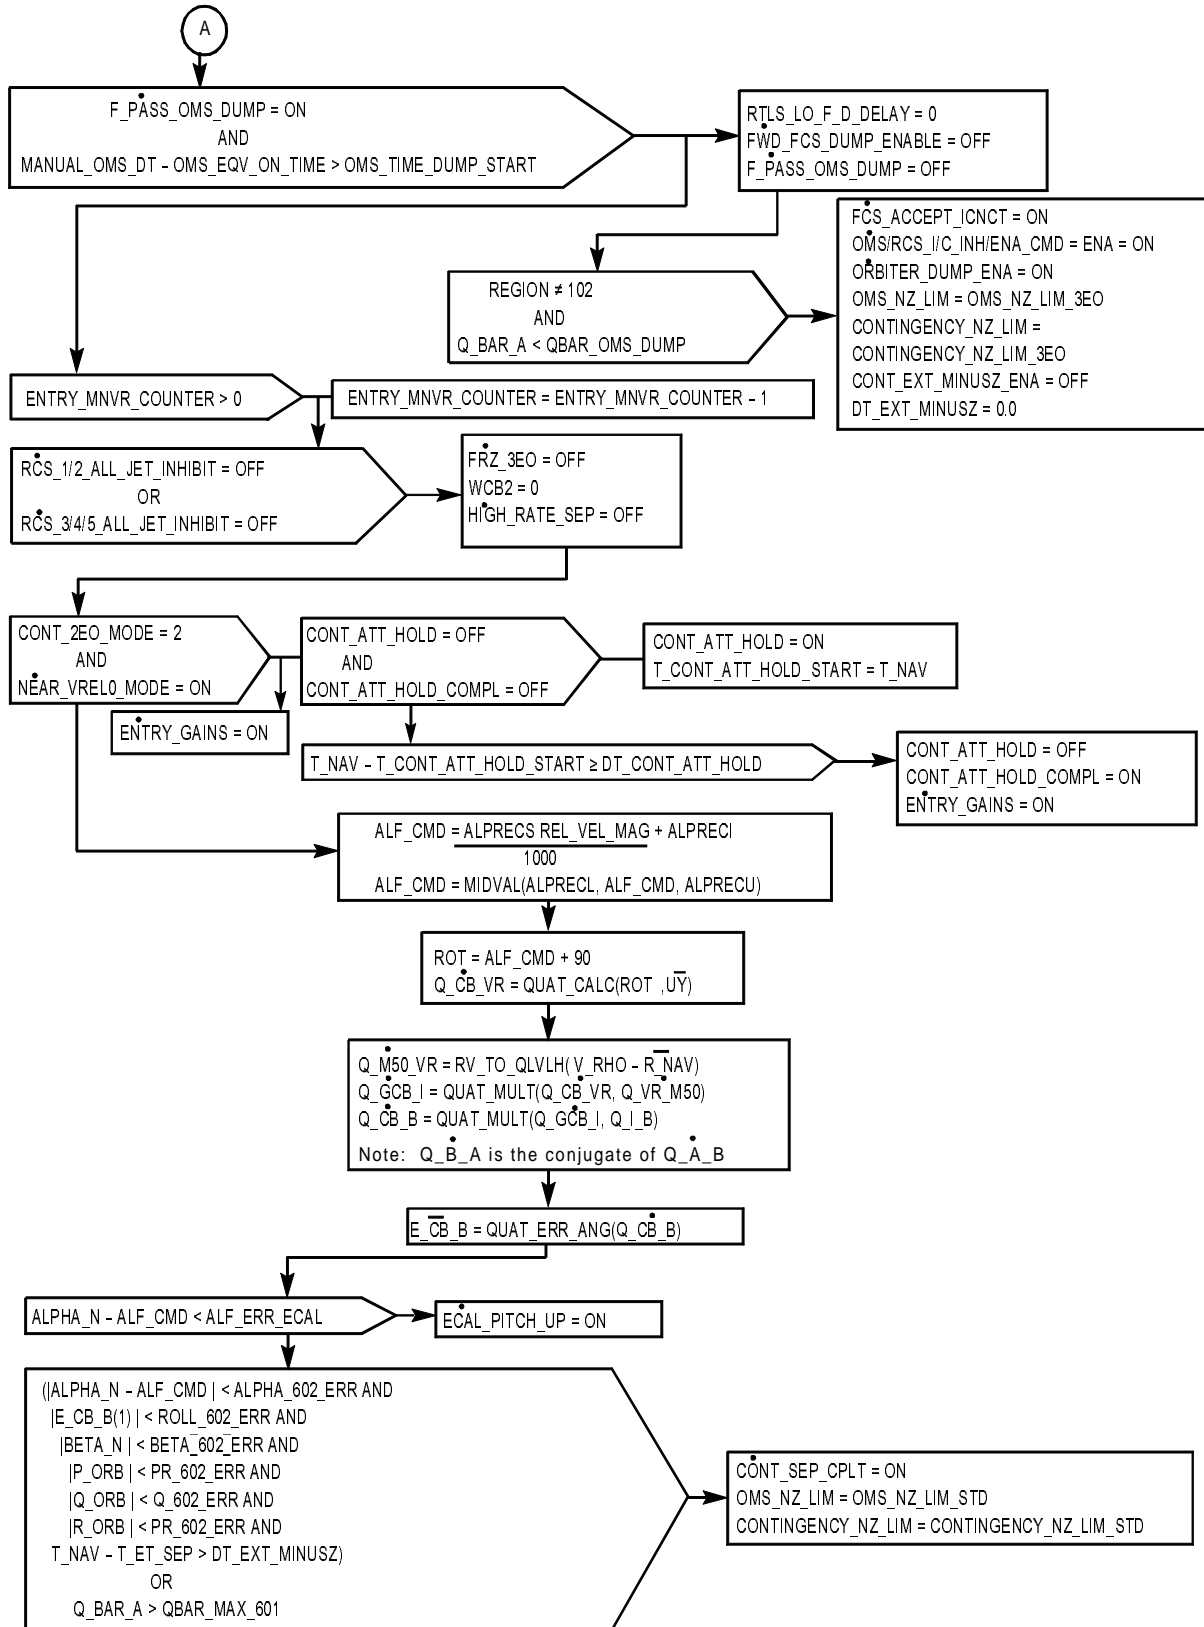 A
F_PASS_OMS_DUMP = ON
AND
MANUAL_OMS_DT – OMS_EQV_ON_TIME > OMS_TIME_DUMP_START
RTLS_LO_F_D_DELAY = 0
FWD_FCS_DUMP_ENABLE = OFF
F_PASS_OMS_DUMP = OFF
REGION ≠ 102
AND
Q_BAR_A < QBAR_OMS_DUMP
FCS_ACCEPT_ICNCT = ON
OMS/RCS_I/C_INH/ENA_CMD = ENA = ON
ORBITER_DUMP_ENA = ON
OMS_NZ_LIM = OMS_NZ_LIM_3EO
CONTINGENCY_NZ_LIM =
CONTINGENCY_NZ_LIM_3EO
CONT_EXT_MINUSZ_ENA = OFF
DT_EXT_MINUSZ = 0.0
ENTRY_MNVR_COUNTER > 0
ENTRY_MNVR_COUNTER = ENTRY_MNVR_COUNTER – 1
RCS_1/2_ALL_JET_INHIBIT = OFF
OR
RCS_3/4/5_ALL_JET_INHIBIT = OFF
FRZ_3EO = OFF
WCB2 = 0
HIGH_RATE_SEP = OFF
CONT_2EO_MODE = 2
AND
NEAR_VREL0_MODE = ON
ENTRY_GAINS = ON
CONT_ATT_HOLD = OFF
AND
CONT_ATT_HOLD_COMPL = OFF
CONT_ATT_HOLD = ON
T_CONT_ATT_HOLD_START = T_NAV
T_NAV – T_CONT_ATT_HOLD_START ≥ DT_CONT_ATT_HOLD
CONT_ATT_HOLD = OFF
CONT_ATT_HOLD_COMPL = ON
ENTRY_GAINS = ON
ALF_CMD = ALPRECS REL_VEL_MAG + ALPRECI
1000
ALF_CMD = MIDVAL(ALPRECL, ALF_CMD, ALPRECU)
ROT = ALF_CMD + 90
Q_CB_VR = QUAT_CALC(ROT ,UY)
Q_M50_VR = RV_TO_QLVLH( V_RHO – R_NAV)
Q_GCB_I = QUAT_MULT(Q_CB_VR, Q_VR_M50)
Q_CB_B = QUAT_MULT(Q_GCB_I, Q_I_B)
Note: Q_B_A is the conjugate of Q_A_B
E_CB_B = QUAT_ERR_ANG(Q_CB_B)
ALPHA_N – ALF_CMD < ALF_ERR_ECAL
ECAL_PITCH_UP = ON
(|ALPHA_N – ALF_CMD | < ALPHA_602_ERR AND
|E_CB_B(1) | < ROLL_602_ERR AND
|BETA_N | < BETA_602_ERR AND
|P_ORB | < PR_602_ERR AND
|Q_ORB | < Q_602_ERR AND
|R_ORB | < PR_602_ERR AND
T_NAV – T_ET_SEP > DT_EXT_MINUSZ)
OR
Q_BAR_A > QBAR_MAX_601
CONT_SEP_CPLT = ON
OMS_NZ_LIM = OMS_NZ_LIM_STD
CONTINGENCY_NZ_LIM = CONTINGENCY_NZ_LIM_STD